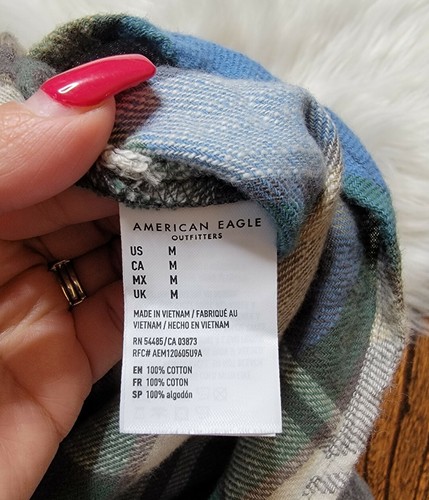 AMERICAN EAGLE
OUTFITTERS
US M
CA M
MX M
UK M
MADE IN VIETNAM / FABRIQUÉ AU
VIETNAM / HECHO EN VIETNAM
RN 54485/CA 03873
RFC# AEM120605U9A
EN 100% COTTON
FR 100% COTON
SP 100% algodón